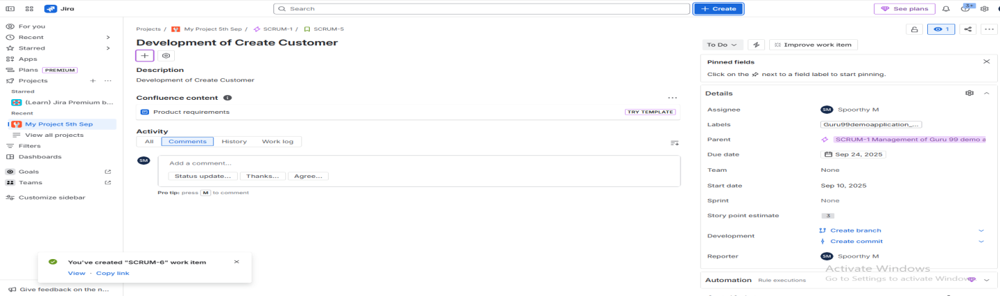 Jira
Search
+ Create
See plans
3+
For you
Recent
Starred
Apps
Plans PREMIUM
Projects
Starred
(Learn) Jira Premium b...
Recent
My Project 5th Sep
View all projects
Filters
Dashboards
Goals
Teams
Customize sidebar
Give feedback on the n...
Projects / My Project 5th Sep / SCRUM-1 / SCRUM-5
Development of Create Customer
Description
Development of Create Customer
Confluence content
Product requirements TRY TEMPLATE
Activity
All Comments History Work log
SM
Add a comment...
Status update... Thanks... Agree...
Pro tip: press M to comment
You've created "SCRUM-6" work item
View · Copy link
1
To Do Improve work item
Pinned fields
Click on the next to a field label to start pinning.
Details
Assignee SM Spoorthy M
Labels Guru99demoapplication_...
Parent SCRUM-1 Management of Guru 99 demo a
Due date Sep 24, 2025
Team None
Start date Sep 10, 2025
Sprint None
Story point estimate 3
Development Create branch
Create commit
Reporter SM Spoorthy M
Automation Rule executions
Activate Windows
Go to Settings to activate Windows